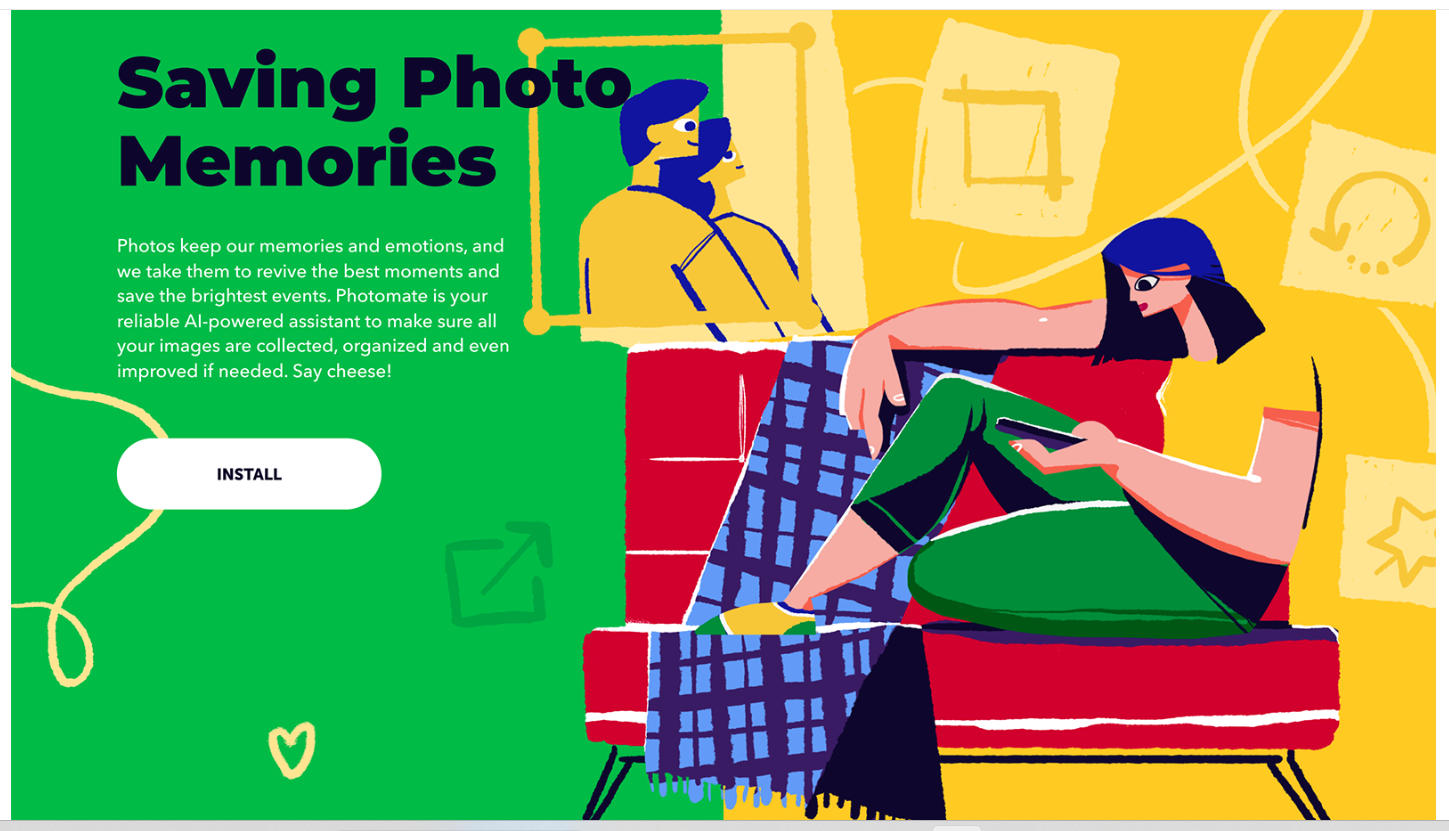 Saving Photo
Memories
Photos keep our memories and emotions, and
we take them to revive the best moments and
save the brightest events. Photomate is your
reliable AI-powered assistant to make sure all
your images are collected, organized and even
improved if needed. Say cheese!
INSTALL